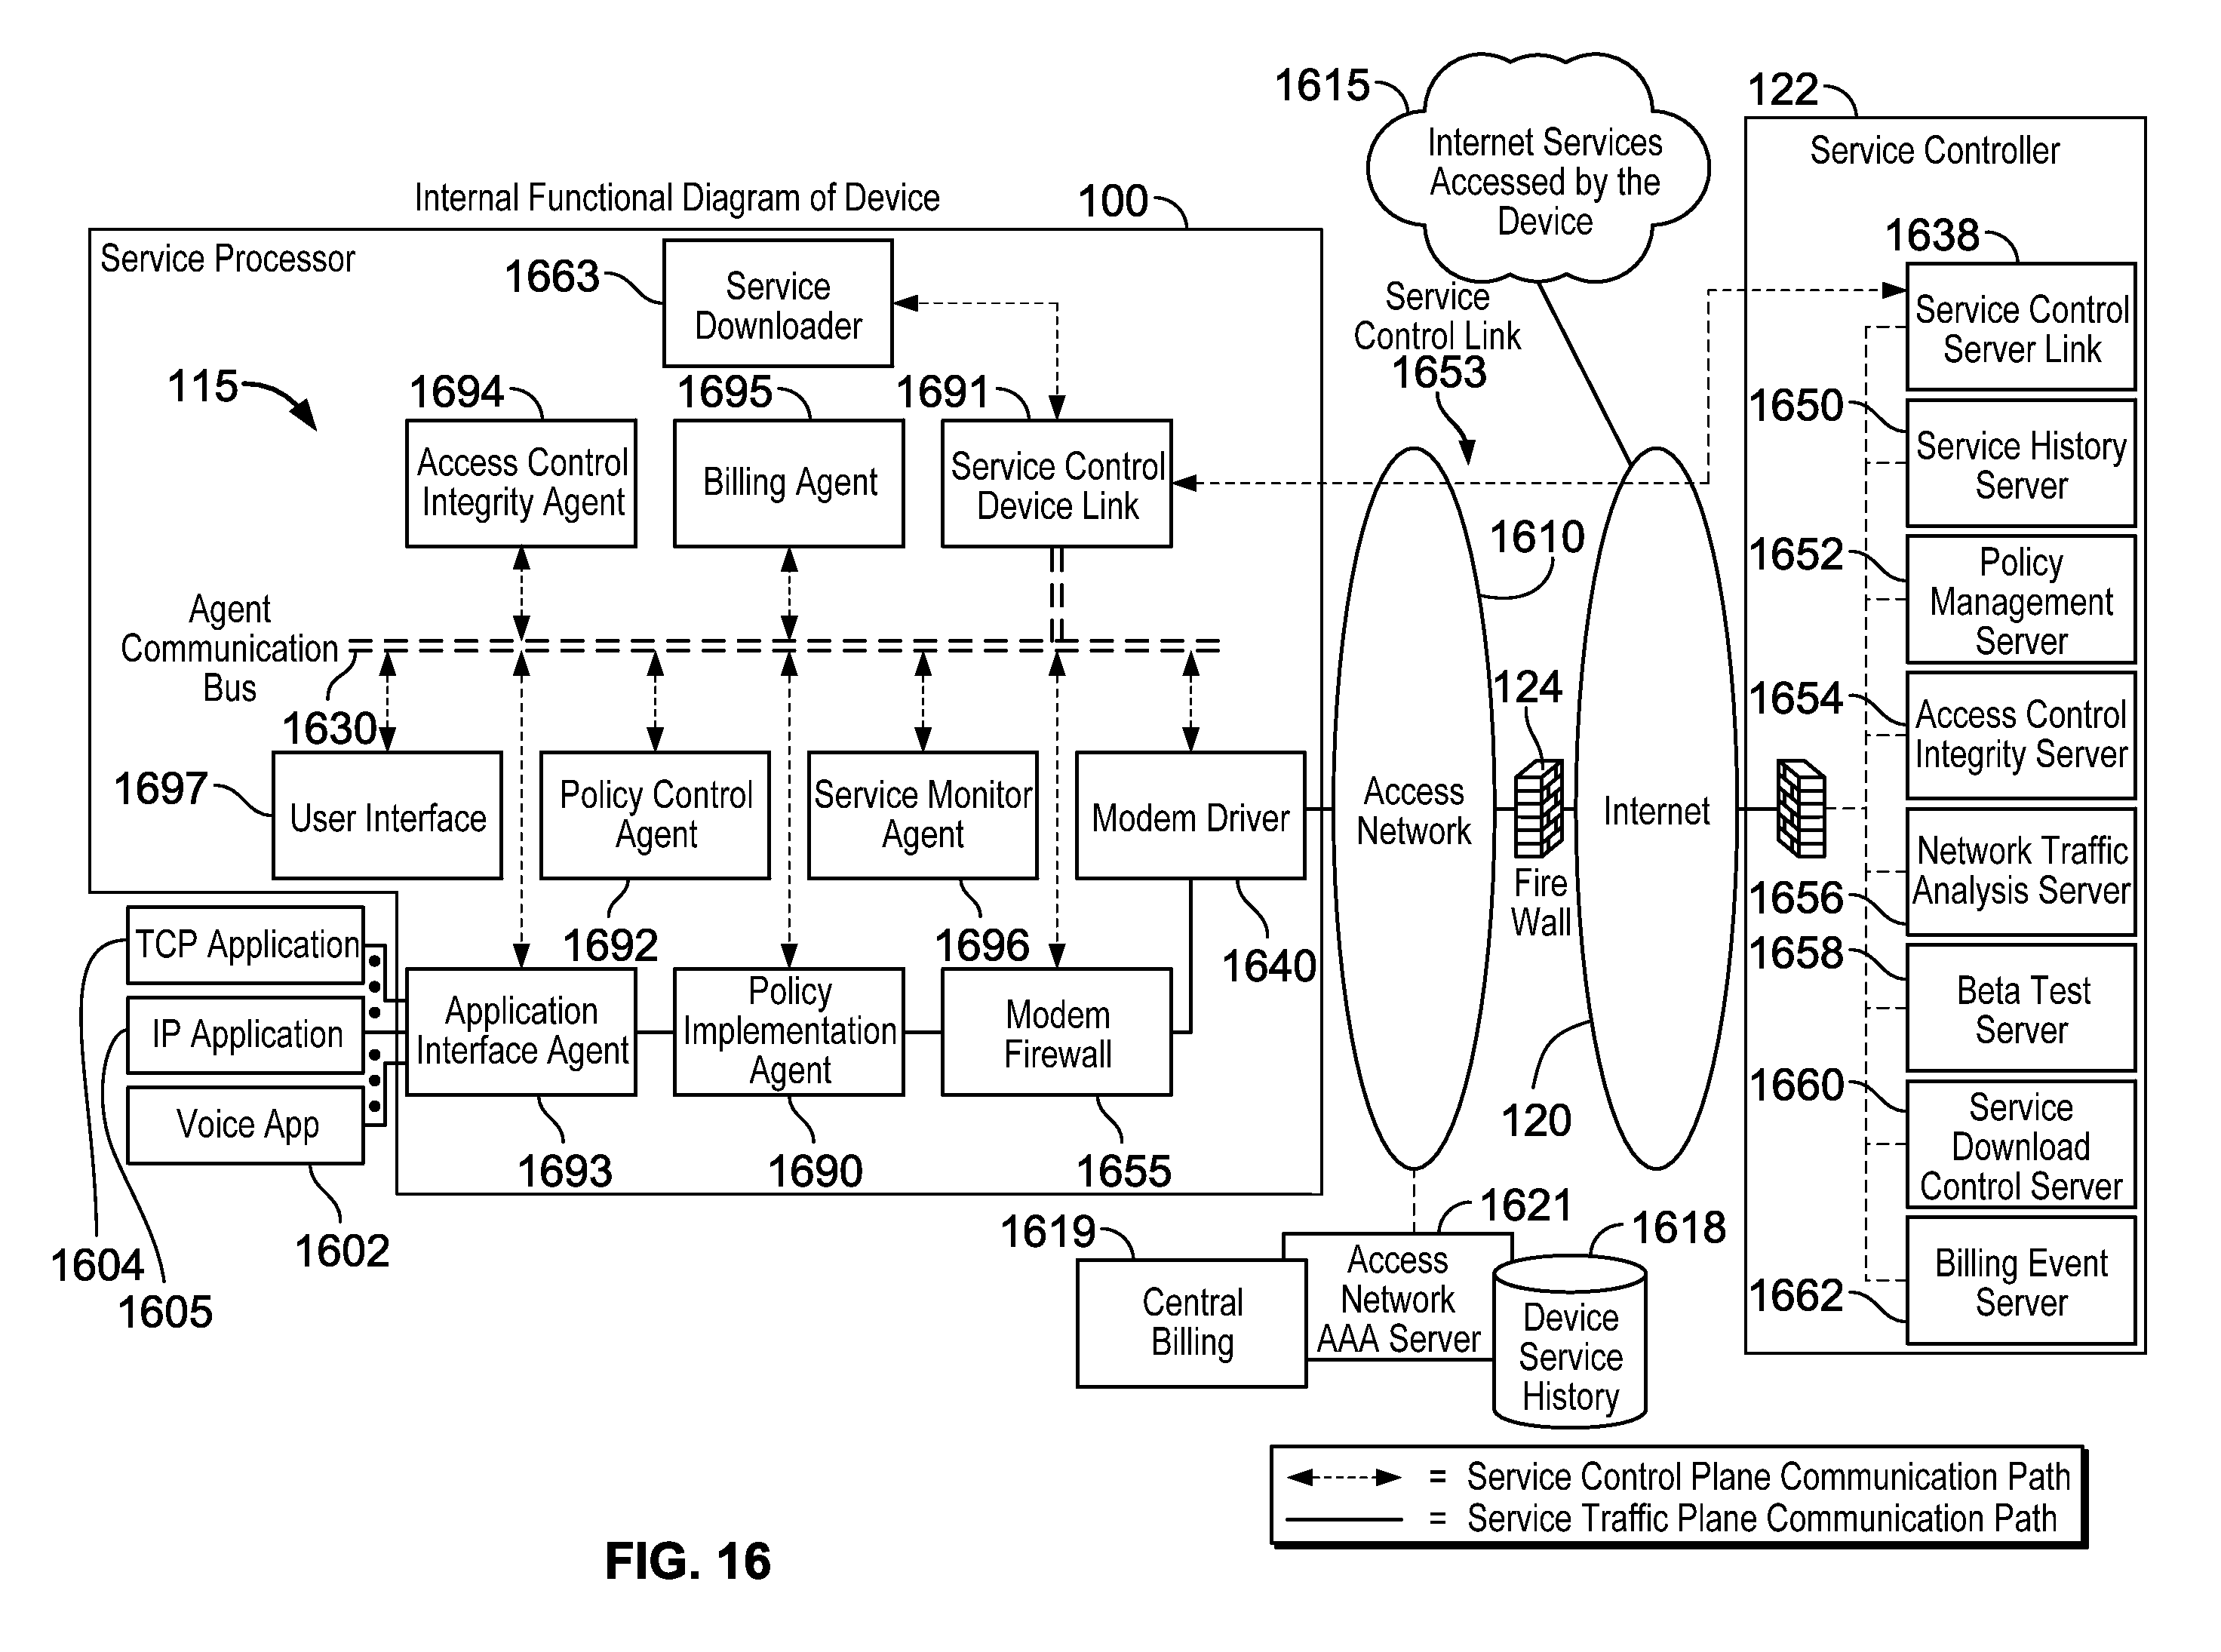 Internal Functional Diagram of Device
100
Service Processor
115
1663
Service
Downloader
1694
Access Control
Integrity Agent
1695
Billing Agent
1691
Service Control
Device Link
Agent
Communication
Bus
1630
1697
User Interface
Policy Control
Agent
1692
Service Monitor
Agent
1696
Modem Driver
1640
TCP Application
IP Application
Voice App
1604
1605
1602
Application
Interface Agent
1693
Policy
Implementation
Agent
1690
Modem
Firewall
1655
1615
Internet Services
Accessed by the
Device
Service
Control Link
1653
1610
Access
Network
124
Fire
Wall
Internet
120
1619
Central
Billing
1621
Access
Network
AAA Server
1618
Device
Service
History
122
Service Controller
1638
Service Control
Server Link
1650
Service History
Server
1652
Policy
Management
Server
1654
Access Control
Integrity Server
Network Traffic
Analysis Server
1656
1658
Beta Test
Server
1660
Service
Download
Control Server
Billing Event
Server
1662
= Service Control Plane Communication Path
= Service Traffic Plane Communication Path
FIG. 16